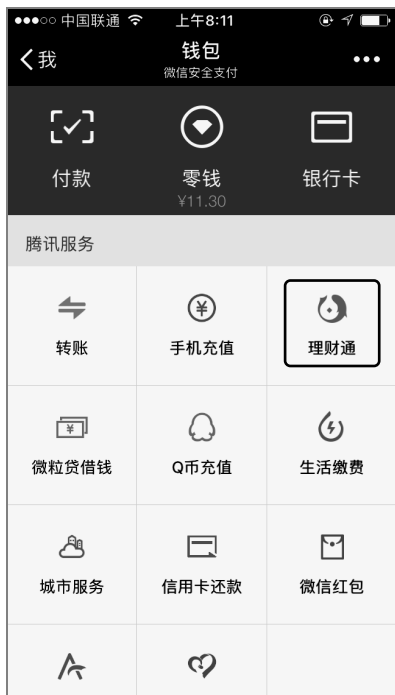 中国联通 上午8:11
我 钱包
微信安全支付
付款 零钱 银行卡
¥11.30
腾讯服务
转账 手机充值 理财通
微粒贷借钱 Q币充值 生活缴费
城市服务 信用卡还款 微信红包